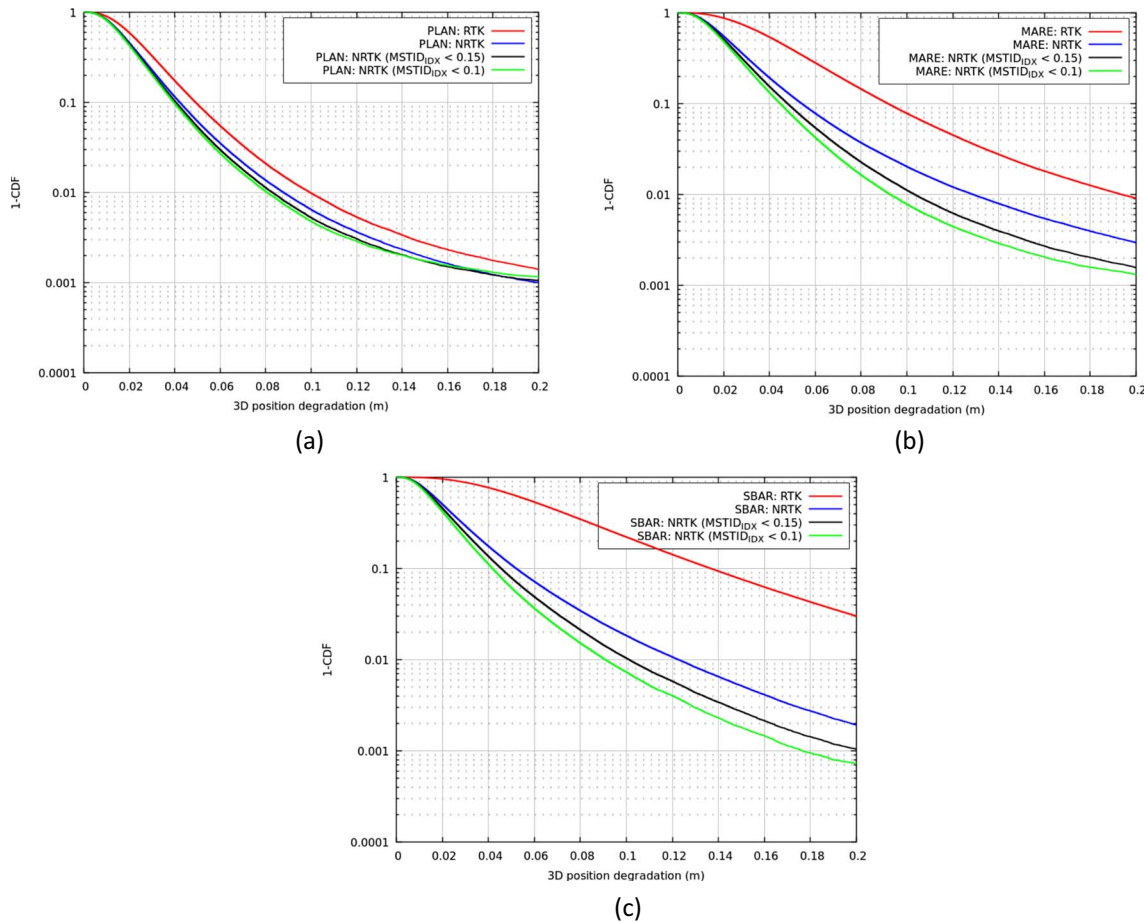 PLAN: RTK
PLAN: NRTK
PLAN: NRTK (MSTID_IDX < 0.15)
PLAN: NRTK (MSTID_IDX < 0.1)
1
0.1
0.01
0.001
0.0001
1-CDF
0 0.02 0.04 0.06 0.08 0.1 0.12 0.14 0.16 0.18 0.2
3D position degradation (m)
(a)
MARE: RTK
MARE: NRTK
MARE: NRTK (MSTID_IDX < 0.15)
MARE: NRTK (MSTID_IDX < 0.1)
1
0.1
0.01
0.001
0.0001
1-CDF
0 0.02 0.04 0.06 0.08 0.1 0.12 0.14 0.16 0.18 0.2
3D position degradation (m)
(b)
SBAR: RTK
SBAR: NRTK
SBAR: NRTK (MSTID_IDX < 0.15)
SBAR: NRTK (MSTID_IDX < 0.1)
1
0.1
0.01
0.001
0.0001
1-CDF
0 0.02 0.04 0.06 0.08 0.1 0.12 0.14 0.16 0.18 0.2
3D position degradation (m)
(c)